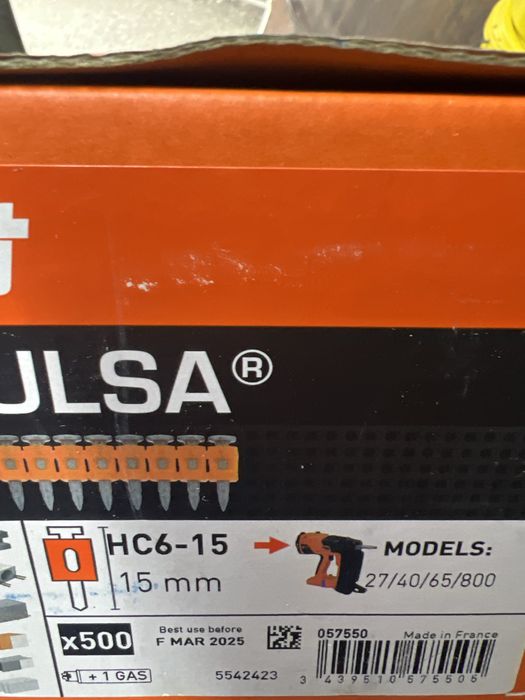 ULSA®
HC6-15
15 mm
MODELS:
27/40/65/800
x500
Best use before
F MAR 2025
+ 1 GAS
5542423
057550
Made in France
3 439510 575505